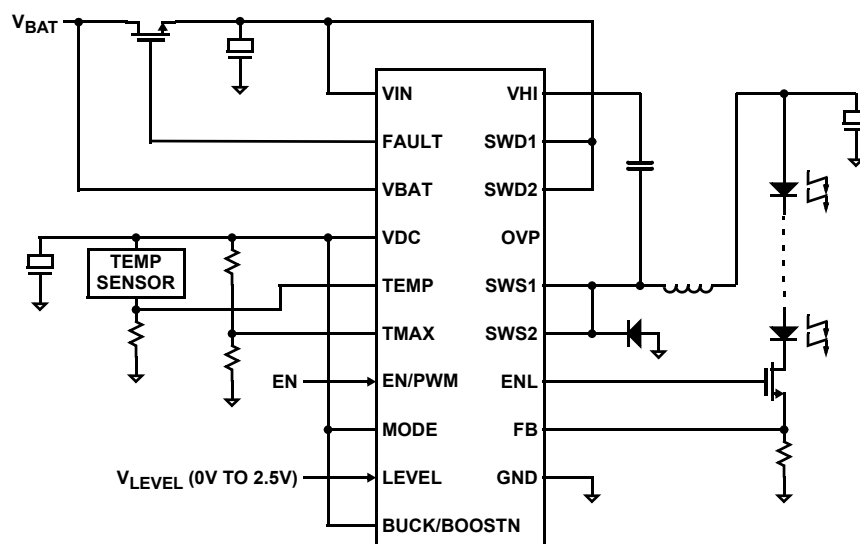 VBAT
VIN
VHI
FAULT
SWD1
VBAT
SWD2
VDC
OVP
TEMP
SENSOR
TEMP
SWS1
TMAX
SWS2
EN
EN/PWM
ENL
MODE
FB
VLEVEL (0V TO 2.5V)
LEVEL
GND
BUCK/BOOSTN